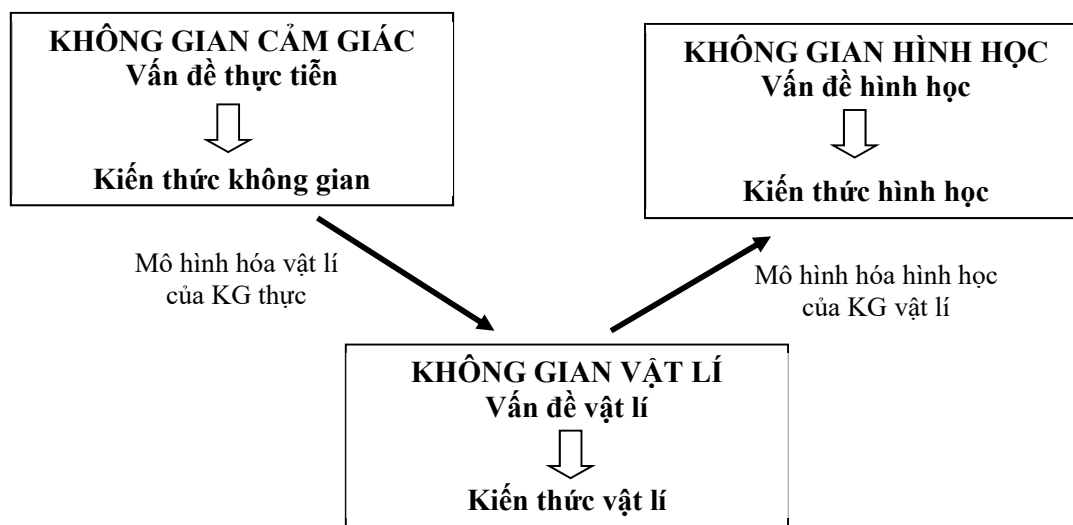 KHÔNG GIAN CẢM GIÁC
Vấn đề thực tiễn
Kiến thức không gian
KHÔNG GIAN HÌNH HỌC
Vấn đề hình học
Kiến thức hình học
Mô hình hóa vật lí
của KG thực
Mô hình hóa hình học
của KG vật lí
KHÔNG GIAN VẬT LÍ
Vấn đề vật lí
Kiến thức vật lí